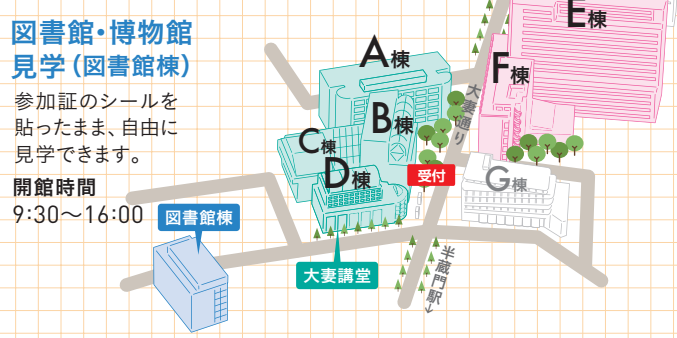 図書館・博物館
見学(図書館棟)
参加証のシールを
貼ったまま、自由に
見学できます。
開館時間
9:30〜16:00
図書館棟
A棟
B棟
C棟
D棟
大妻講堂
受付
大妻通り
E棟
F棟
G棟
半蔵門駅↓